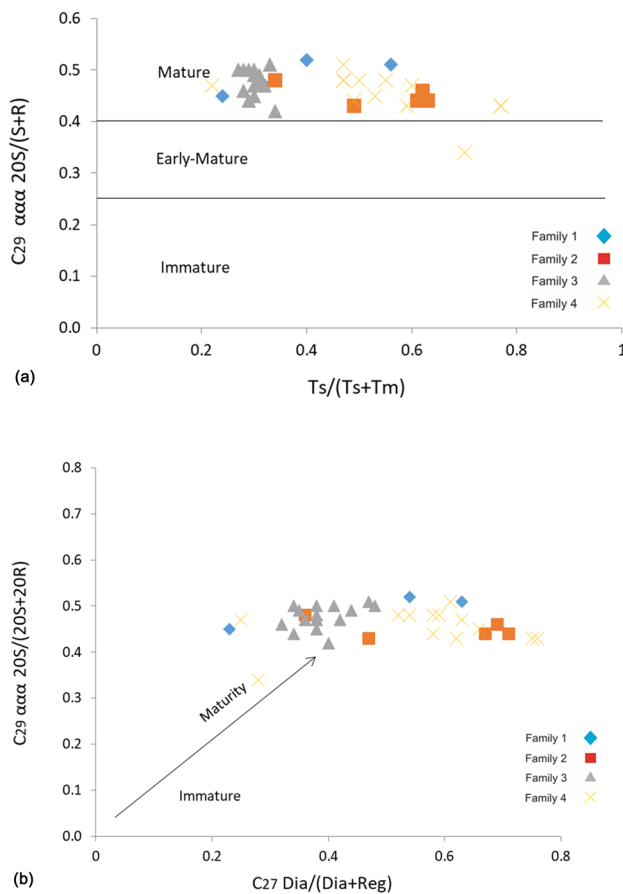 0.6
0.5
0.4
0.3
0.2
0.1
0.0
C29 ααα 20S/(S+R)
Mature
Early-Mature
Immature
Family 1
Family 2
Family 3
Family 4
0 0.2 0.4 0.6 0.8 1
Ts/(Ts+Tm)
(a)
0.8
0.7
0.6
0.5
0.4
0.3
0.2
0.1
0.0
C29 ααα 20S/(20S+20R)
Maturity
Immature
Family 1
Family 2
Family 3
Family 4
0 0.2 0.4 0.6 0.8
C27 Dia/(Dia+Reg)
(b)